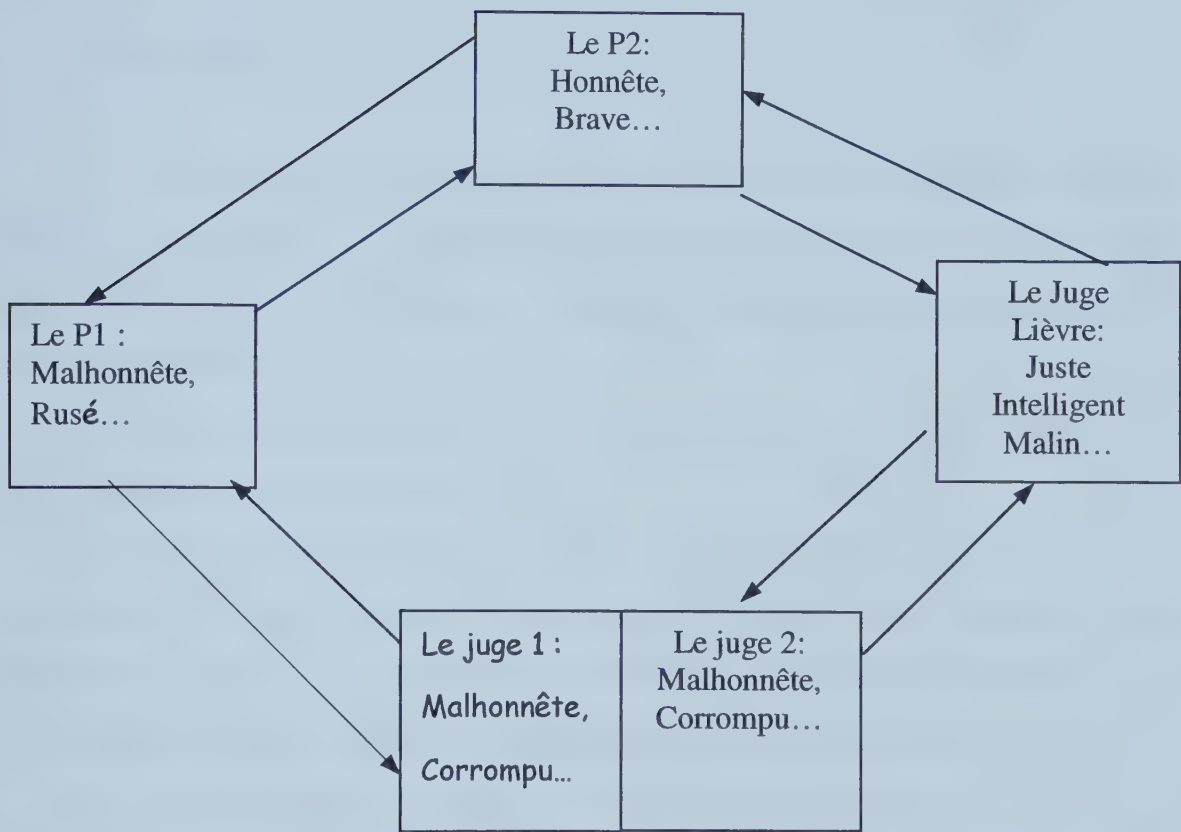 Le P2:
Honnête,
Brave…
Le P1 :
Malhonnête,
Rusé…
Le Juge
Lièvre:
Juste
Intelligent
Malin…
Le juge 1 :
Malhonnête,
Corrompu…
Le juge 2:
Malhonnête,
Corrompu…